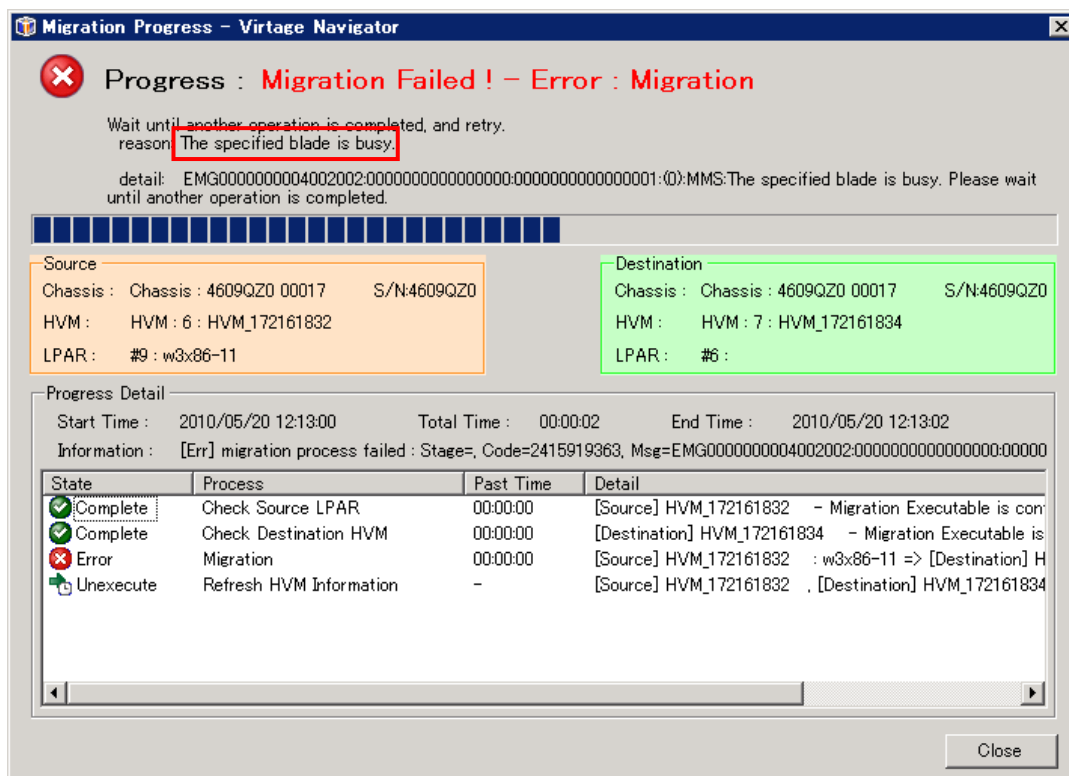 Migration Progress - Virtage Navigator
Progress : Migration Failed ! - Error : Migration
Wait until another operation is completed, and retry.
reason: The specified blade is busy.
detail: EMG0000000004002002:0000000000000000:0000000000000001:(0):MMS:The specified blade is busy. Please wait
until another operation is completed.
Source
Chassis : Chassis : 4609QZ0 00017 S/N:4609QZ0
HVM : HVM : 6 : HVM_172161832
LPAR : #9 : w3x86-11
Destination
Chassis : Chassis : 4609QZ0 00017 S/N:4609QZ0
HVM : HVM : 7 : HVM_172161834
LPAR : #6 :
Progress Detail
Start Time : 2010/05/20 12:13:00 Total Time : 00:00:02 End Time : 2010/05/20 12:13:02
Information : [Err] migration process failed : Stage=, Code=2415919363, Msg=EMG0000000004002002:0000000000000000:00000
State Process Past Time Detail
Complete Check Source LPAR 00:00:00 [Source] HVM_172161832 - Migration Executable is con
Complete Check Destination HVM 00:00:00 [Destination] HVM_172161834 - Migration Executable is
Error Migration 00:00:00 [Source] HVM_172161832 : w3x86-11 => [Destination] H
Unexecute Refresh HVM Information - [Source] HVM_172161832 , [Destination] HVM_172161834
Close